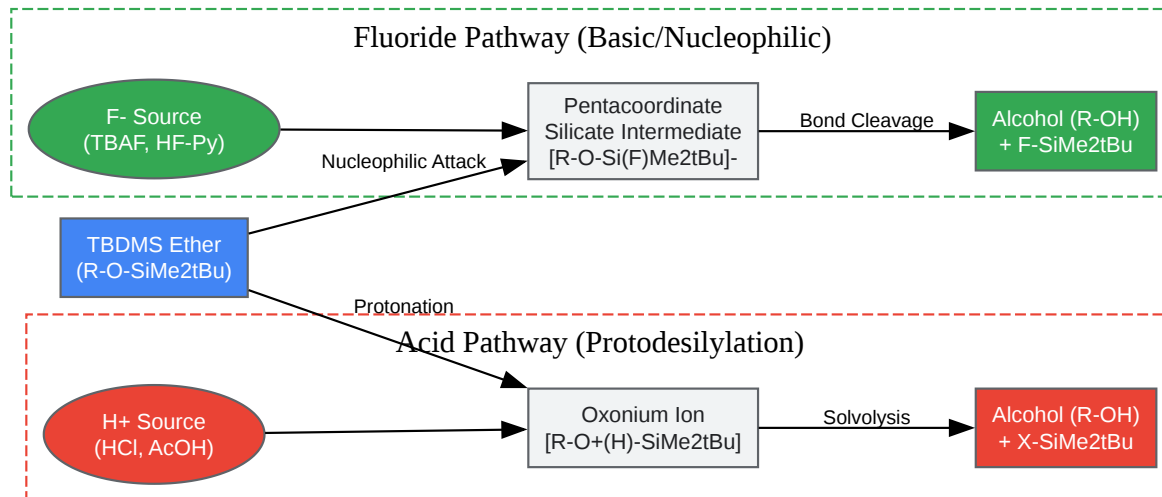 Fluoride Pathway (Basic/Nucleophilic)
F- Source
(TBAF, HF-Py)
Pentacoordinate
Silicate Intermediate
[R-O-Si(F)Me2tBu]-
Bond Cleavage
Alcohol (R-OH)
+ F-SiMe2tBu
Nucleophilic Attack
TBDMS Ether
(R-O-SiMe2tBu)
Protonation
Acid Pathway (Protodesilylation)
H+ Source
(HCl, AcOH)
Oxonium Ion
[R-O+(H)-SiMe2tBu]
Solvolysis
Alcohol (R-OH)
+ X-SiMe2tBu